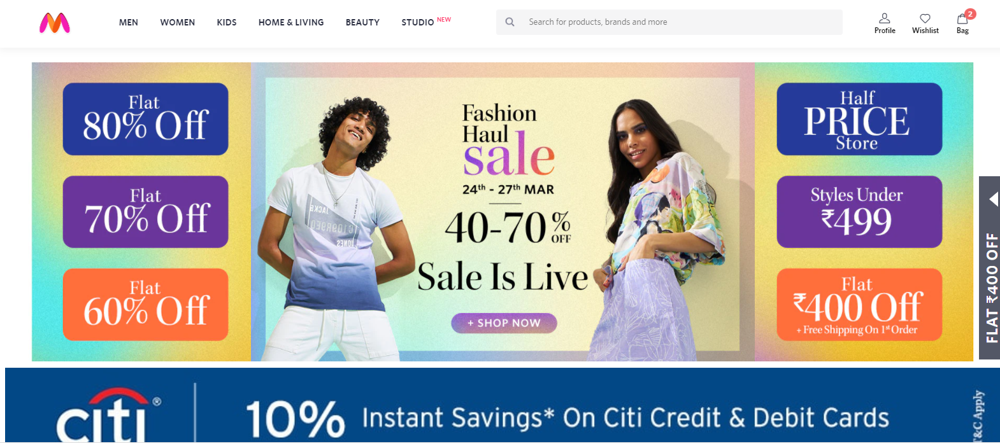 MEN
WOMEN
KIDS
HOME & LIVING
BEAUTY
STUDIO NEW
Search for products, brands and more
Profile
Wishlist
2
Bag
Flat
80% Off
Flat
70% Off
Flat
60% Off
Fashion
Haul
sale
24th - 27th MAR
40-70%
OFF
Sale Is Live
+ SHOP NOW
JACK&
JONES
Half
PRICE
Store
Styles Under
₹499
Flat
₹400 Off
+ Free Shipping On 1st Order
FLAT ₹400 OFF
citi®
10% Instant Savings* On Citi Credit & Debit Cards
T&C Apply